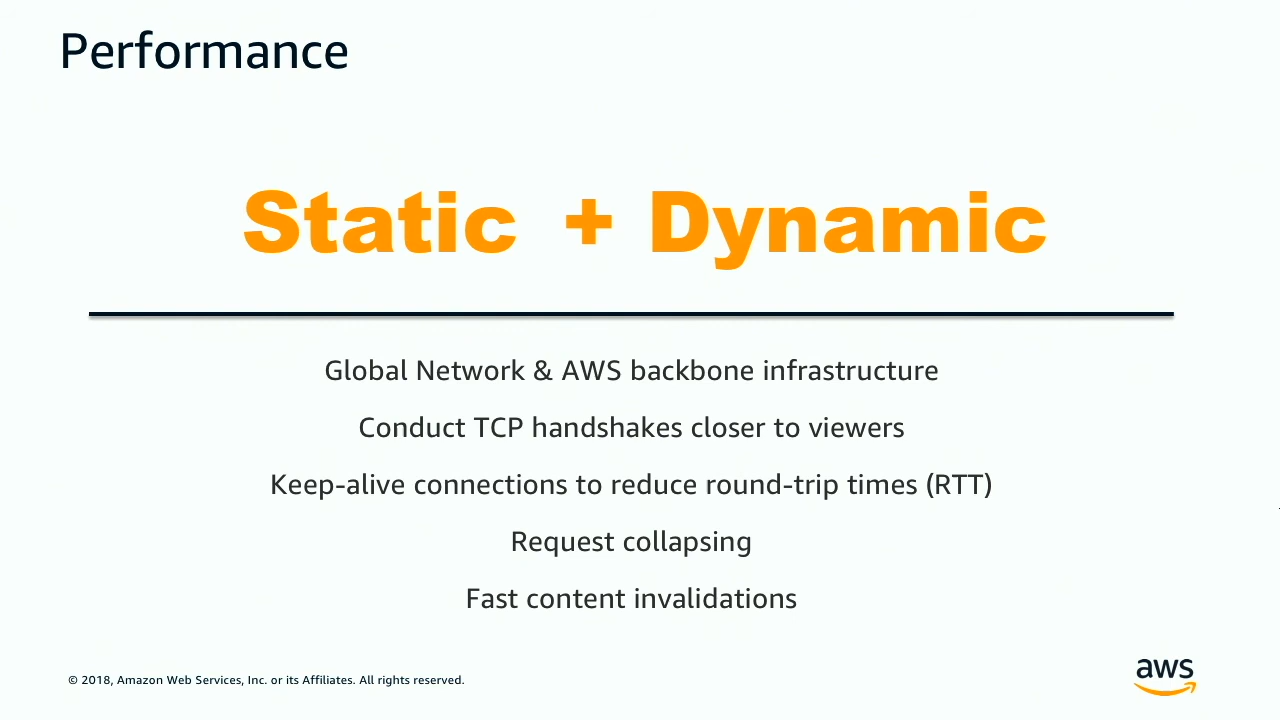 Performance
Static + Dynamic
Global Network & AWS backbone infrastructure
Conduct TCP handshakes closer to viewers
Keep-alive connections to reduce round-trip times (RTT)
Request collapsing
Fast content invalidations
© 2018, Amazon Web Services, Inc. or its Affiliates. All rights reserved.
aws